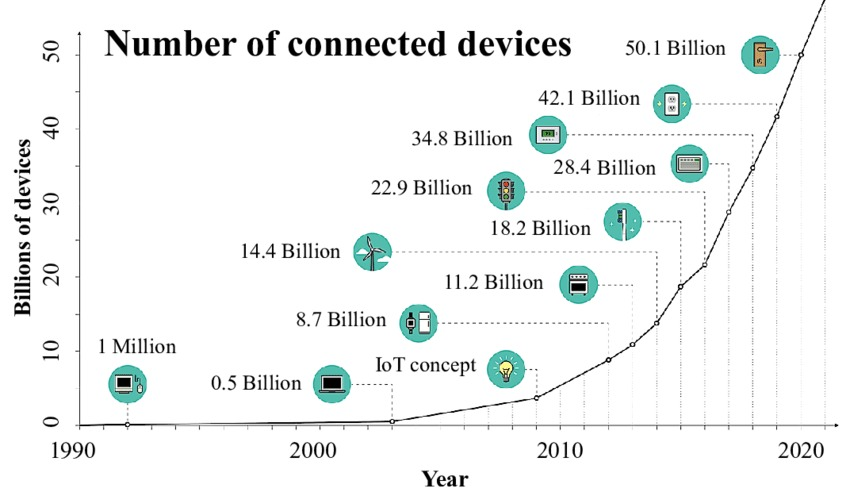 Number of connected devices
50.1 Billion
42.1 Billion
34.8 Billion
28.4 Billion
22.9 Billion
18.2 Billion
14.4 Billion
11.2 Billion
8.7 Billion
IoT concept
1 Million
0.5 Billion
Billions of devices
50
40
30
20
10
0
1990
2000
2010
2020
Year